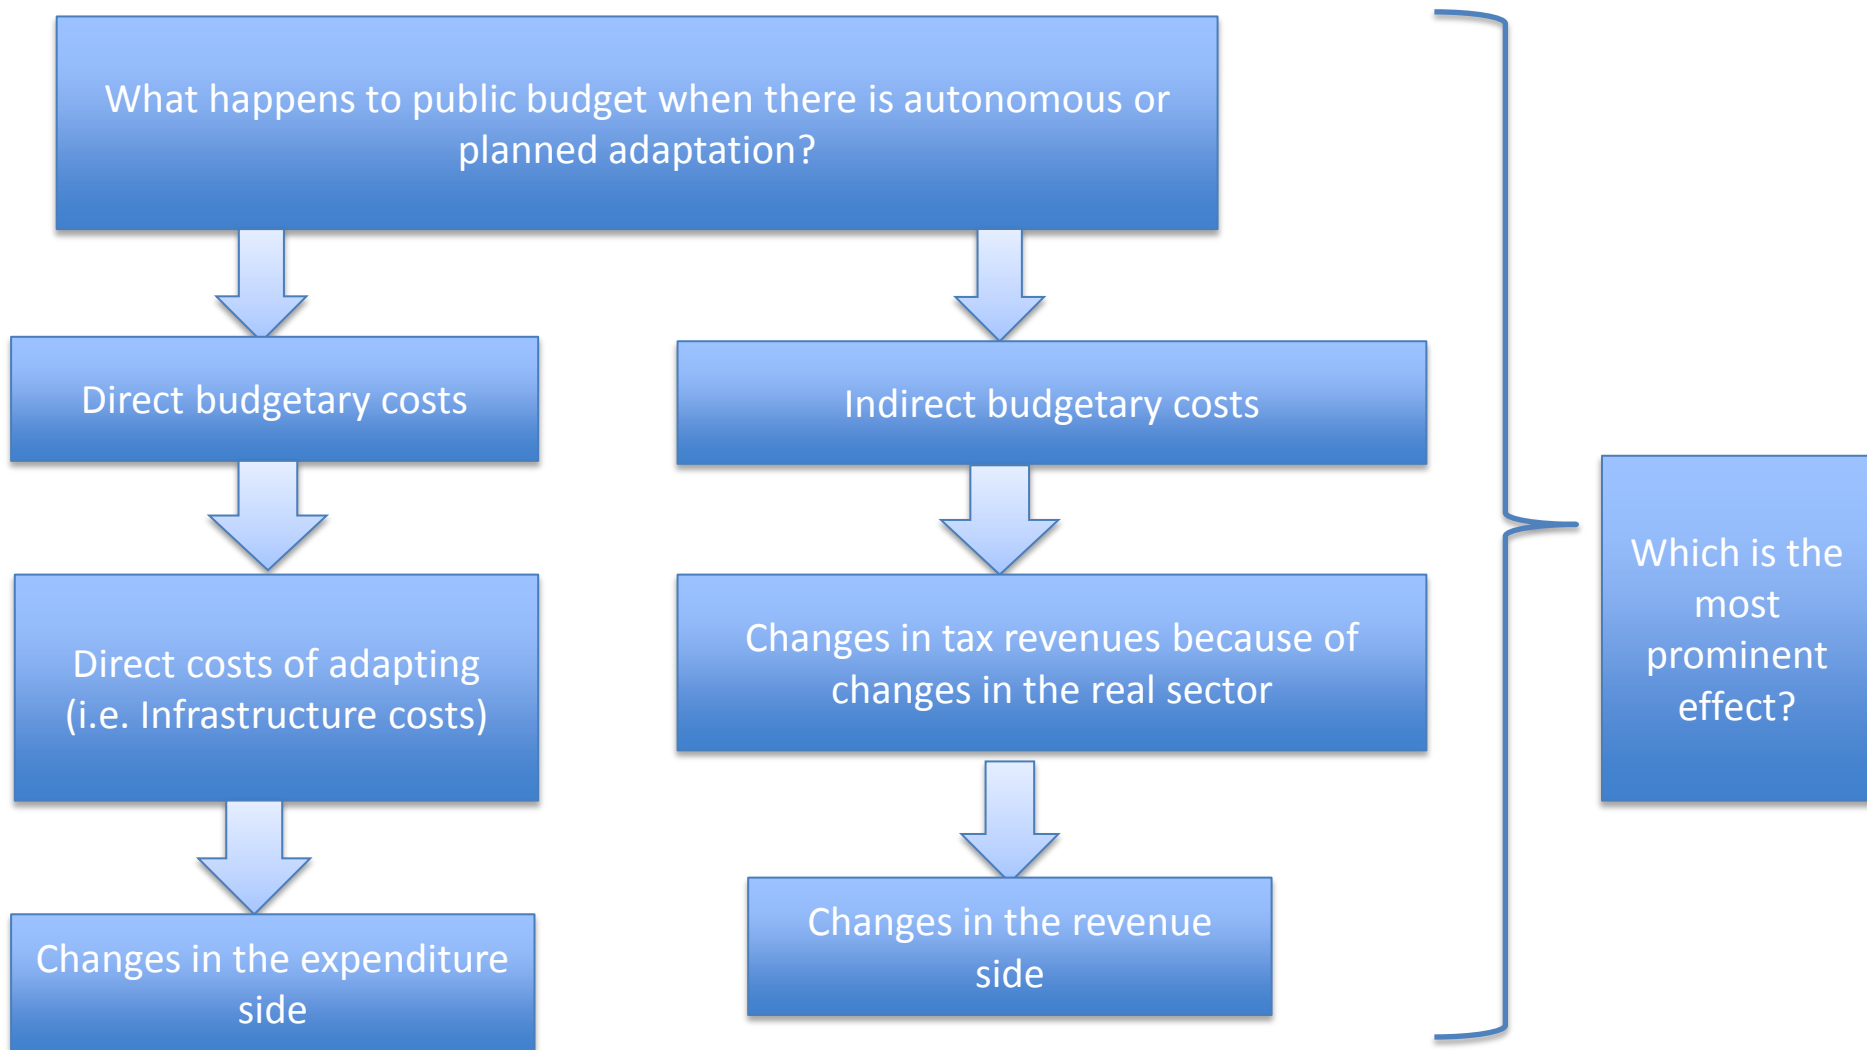 What happens to public budget when there is autonomous or
planned adaptation?
Direct budgetary costs
Indirect budgetary costs
Direct costs of adapting
(i.e. Infrastructure costs)
Changes in tax revenues because of
changes in the real sector
Changes in the expenditure
side
Changes in the revenue
side
Which is the
most
prominent
effect?